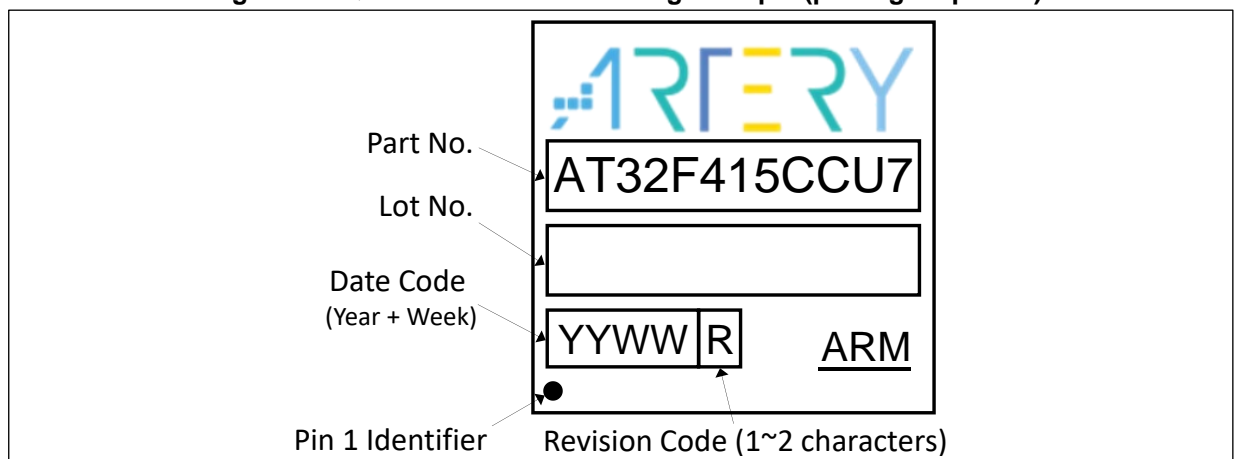 ARTERY
Part No.
AT32F415CCU7
Lot No.
Date Code
(Year + Week)
YYWW R
ARM
Pin 1 Identifier
Revision Code (1~2 characters)